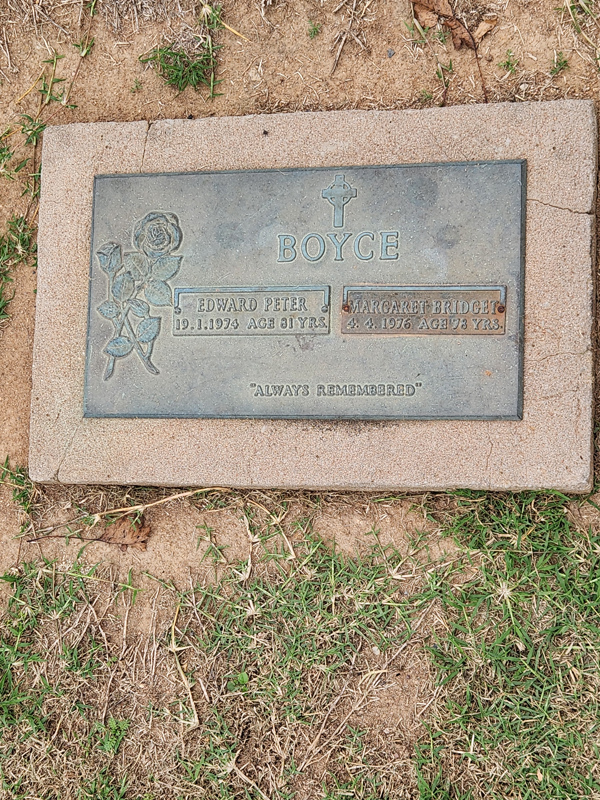 BOYCE
EDWARD PETER
19.1.1974 AGE 81 YRS.
MARGARET BRIDGET
4.4.1976 AGE 78 YRS.
"ALWAYS REMEMBERED"